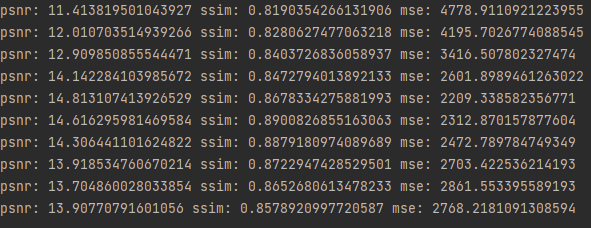 psnr: 11.413819501043927 ssim: 0.8190354266131906 mse: 4778.9110921223955
psnr: 12.010703514939266 ssim: 0.8280627477063218 mse: 4195.7026774088545
psnr: 12.909850855544471 ssim: 0.8403726836058937 mse: 3416.507802327474
psnr: 14.142284103985672 ssim: 0.8472794013892133 mse: 2601.8989461263022
psnr: 14.813107413926529 ssim: 0.8678334275881993 mse: 2209.338582356771
psnr: 14.616295981469584 ssim: 0.8900826855163063 mse: 2312.870157877604
psnr: 14.306441101624822 ssim: 0.8879180974089689 mse: 2472.789784749349
psnr: 13.918534760670214 ssim: 0.8722947428529501 mse: 2703.422536214193
psnr: 13.704860028033854 ssim: 0.8652680613478233 mse: 2861.553395589193
psnr: 13.90770791601056 ssim: 0.8578920997720587 mse: 2768.2181091308594